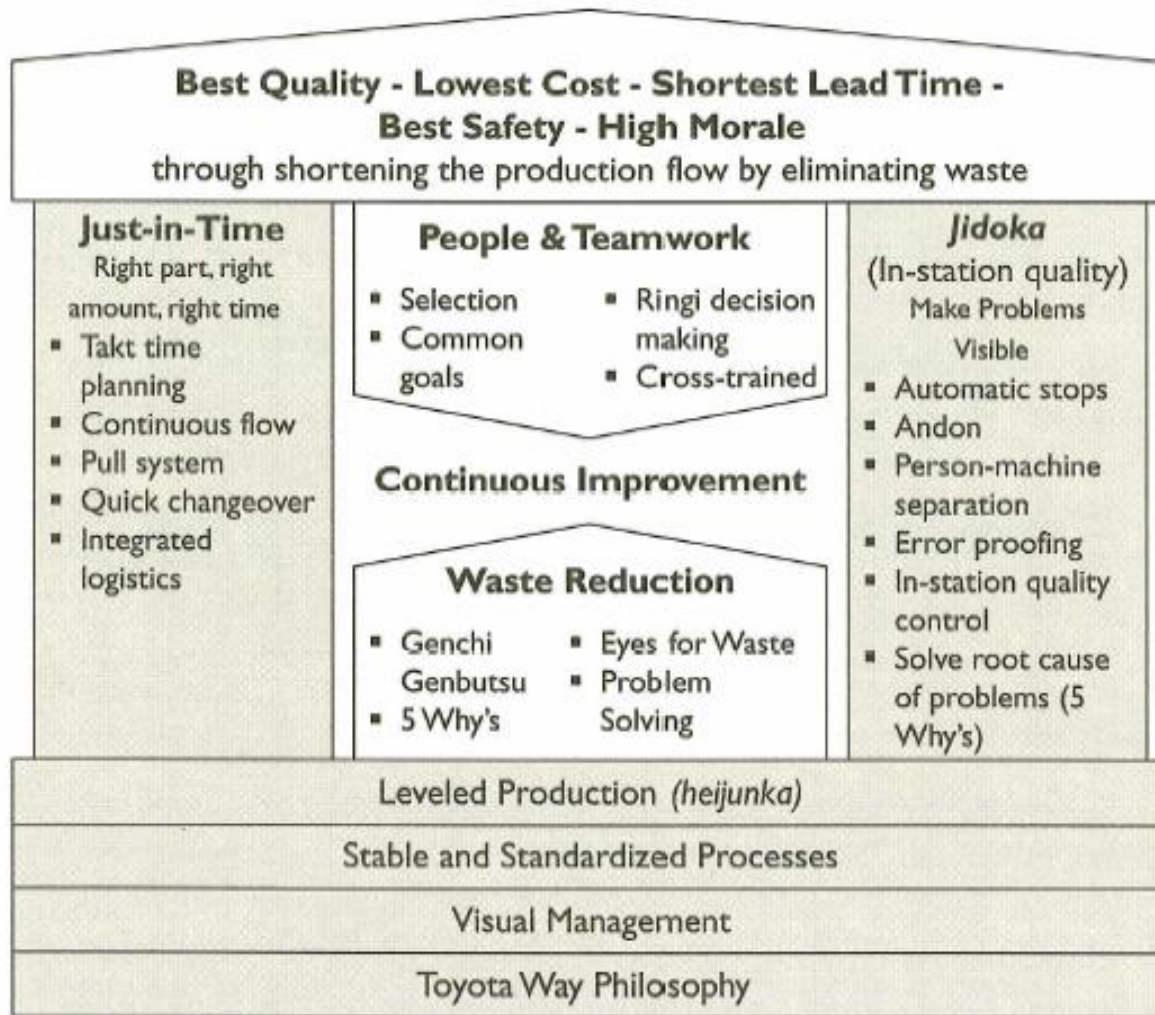 Best Quality - Lowest Cost - Shortest Lead Time -
Best Safety - High Morale
through shortening the production flow by eliminating waste
Just-in-Time
Right part, right
amount, right time
▪ Takt time
planning
▪ Continuous flow
▪ Pull system
▪ Quick changeover
▪ Integrated
logistics
People & Teamwork
▪ Selection
▪ Common
goals
▪ Ringi decision
making
▪ Cross-trained
Continuous Improvement
Waste Reduction
▪ Genchi
Genbutsu
▪ 5 Why's
▪ Eyes for Waste
▪ Problem
Solving
Jidoka
(In-station quality)
Make Problems
Visible
▪ Automatic stops
▪ Andon
▪ Person-machine
separation
▪ Error proofing
▪ In-station quality
control
▪ Solve root cause
of problems (5
Why's)
Leveled Production (heijunka)
Stable and Standardized Processes
Visual Management
Toyota Way Philosophy